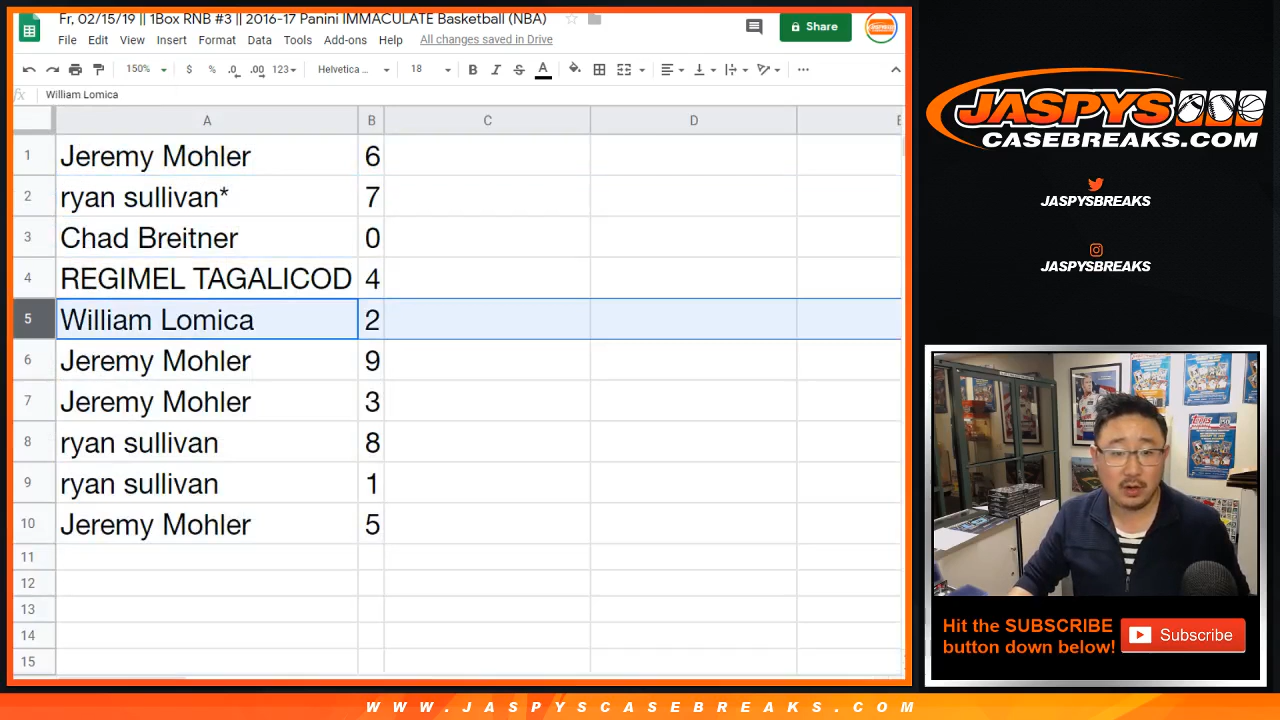 Fr, 02/15/19 || 1Box RNB #3 || 2016-17 Panini IMMACULATE Basketball (NBA)
File Edit View Insert Format Data Tools Add-ons Help All changes saved in Drive
Share
150% $ % .0 .00 123 Helvetica ... 18 B I S A
fx William Lomica
A B C D E
1 Jeremy Mohler 6
2 ryan sullivan* 7
3 Chad Breitner 0
4 REGIMEL TAGALICOD 4
5 William Lomica 2
6 Jeremy Mohler 9
7 Jeremy Mohler 3
8 ryan sullivan 8
9 ryan sullivan 1
10 Jeremy Mohler 5
11
12
13
14
15
JASPYS
CASEBREAKS.COM
JASPYSBREAKS
JASPYSBREAKS
Hit the SUBSCRIBE
button down below!
Subscribe
WWW.JASPYSCASEBREAKS.COM